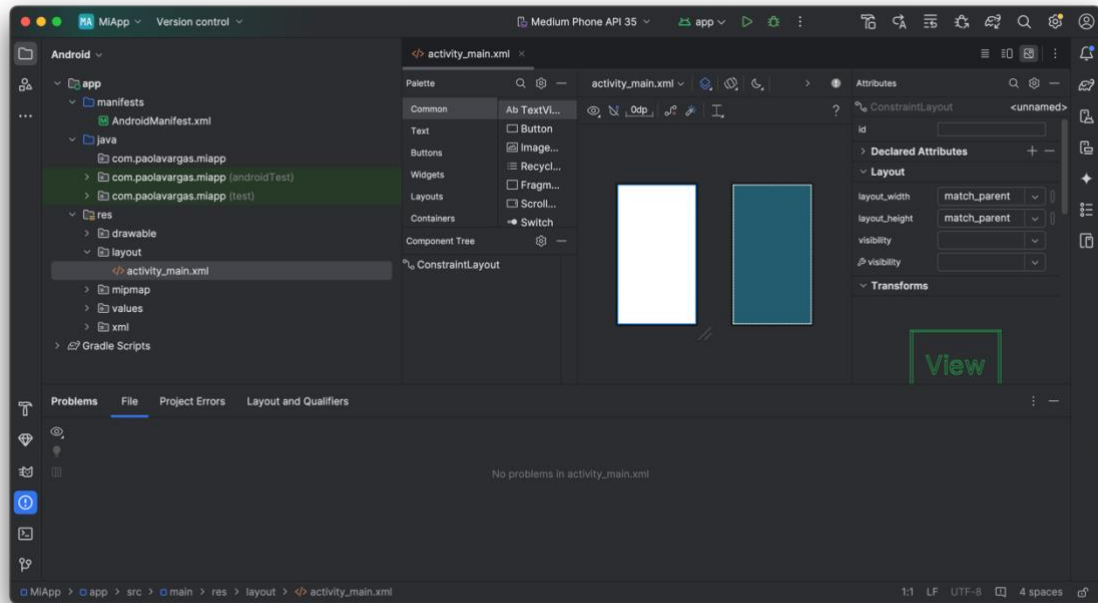 MA MiApp Version control Medium Phone API 35 app
Android
app
manifests
AndroidManifest.xml
java
com.paolavargas.miapp
com.paolavargas.miapp (androidTest)
com.paolavargas.miapp (test)
res
drawable
layout
activity_main.xml
mipmap
values
xml
Gradle Scripts
activity_main.xml
Palette
Common
Text
Buttons
Widgets
Layouts
Containers
Ab TextVi...
Button
Image...
Recycl...
Fragm...
Scroll...
Switch
Component Tree
ConstraintLayout
activity_main.xml
0dp
?
Attributes
ConstraintLayout <unnamed>
id
Declared Attributes
Layout
layout_width match_parent
layout_height match_parent
visibility
visibility
Transforms
View
Problems File Project Errors Layout and Qualifiers
No problems in activity_main.xml
MiApp > app > src > main > res > layout > activity_main.xml 1:1 LF UTF-8 4 spaces